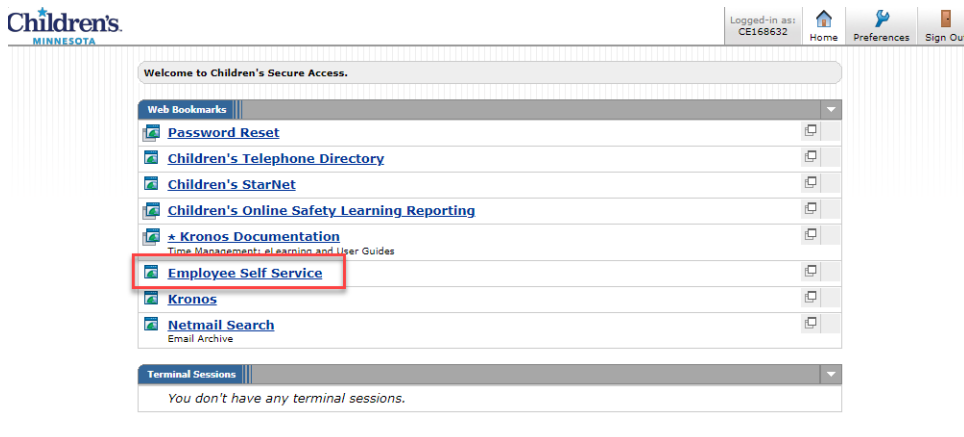 Children's.
MINNESOTA
Logged-in as:
CE168632
Home
Preferences
Sign Ou
Welcome to Children's Secure Access.
Web Bookmarks
Password Reset
Children's Telephone Directory
Children's StarNet
Children's Online Safety Learning Reporting
* Kronos Documentation
Time Management: eLearning and User Guides
Employee Self Service
Kronos
Netmail Search
Email Archive
Terminal Sessions
You don't have any terminal sessions.